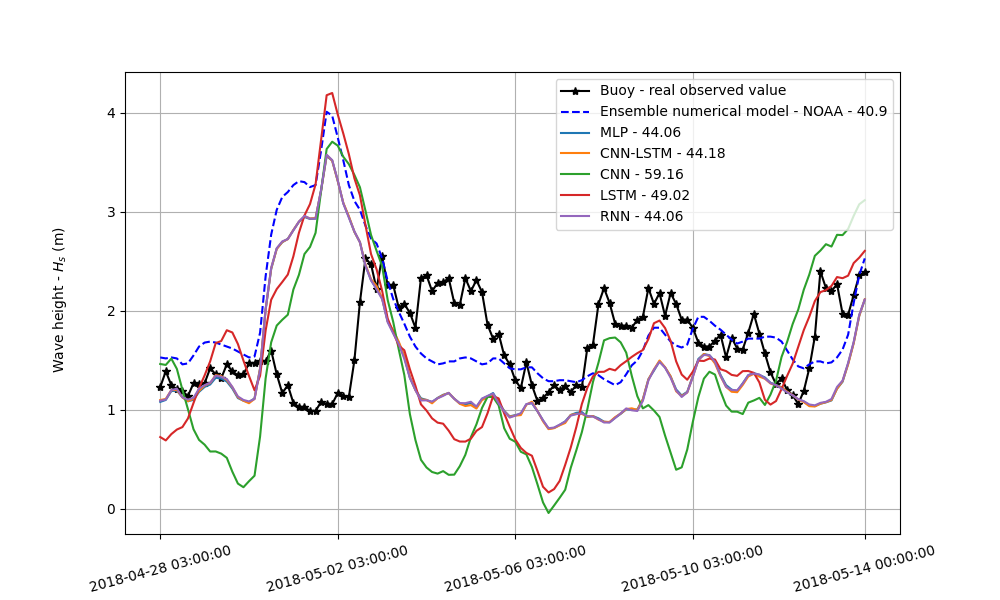 Buoy - real observed value
Ensemble numerical model - NOAA - 40.9
MLP - 44.06
CNN-LSTM - 44.18
CNN - 59.16
LSTM - 49.02
RNN - 44.06
Wave height - Hs (m)
4
3
2
1
0
2018-04-28 03:00:00
2018-05-02 03:00:00
2018-05-06 03:00:00
2018-05-10 03:00:00
2018-05-14 00:00:00